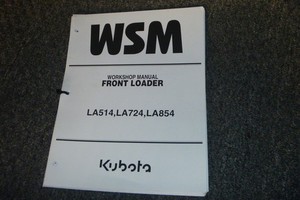 WSM
WORKSHOP MANUAL
FRONT LOADER
LA514,LA724,LA854
Kubota